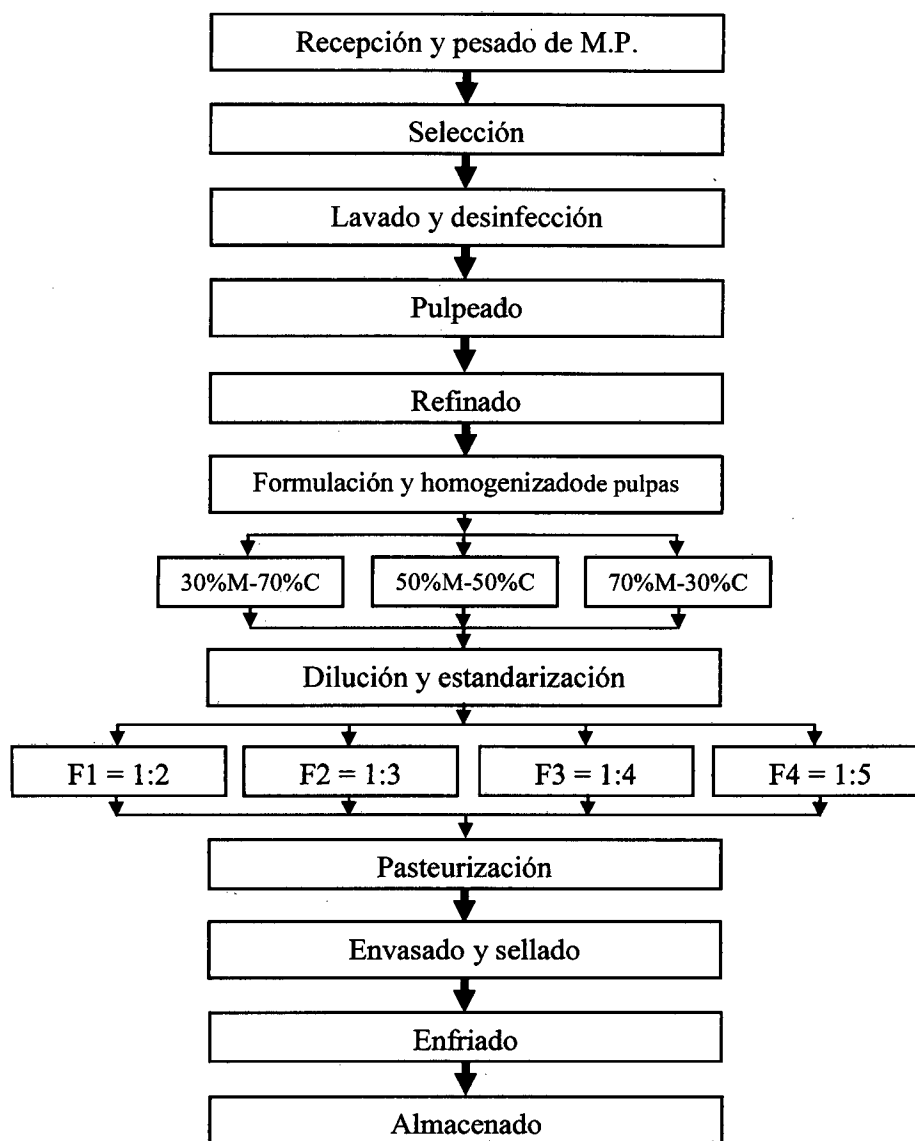 Recepción y pesado de M.P.
Selección
Lavado y desinfección
Pulpeado
Refinado
Formulación y homogenizadode pulpas
30%M-70%C
50%M-50%C
70%M-30%C
Dilución y estandarización
F1 = 1:2
F2 = 1:3
F3 = 1:4
F4 = 1:5
Pasteurización
Envasado y sellado
Enfriado
Almacenado